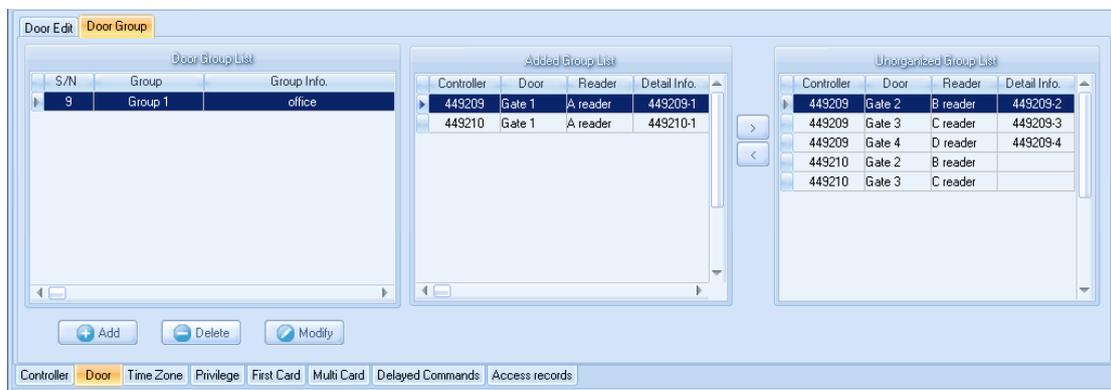 Door Edit Door Group
Door Group List
S/N Group Group Info.
9 Group 1 office
Added Group List
Controller Door Reader Detail Info.
449209 Gate 1 A reader 449209-1
449210 Gate 1 A reader 449210-1
>
<
Unorganized Group List
Controller Door Reader Detail Info.
449209 Gate 2 B reader 449209-2
449209 Gate 3 C reader 449209-3
449209 Gate 4 D reader 449209-4
449210 Gate 2 B reader
449210 Gate 3 C reader
Add Delete Modify
Controller Door Time Zone Privilege First Card Multi Card Delayed Commands Access records